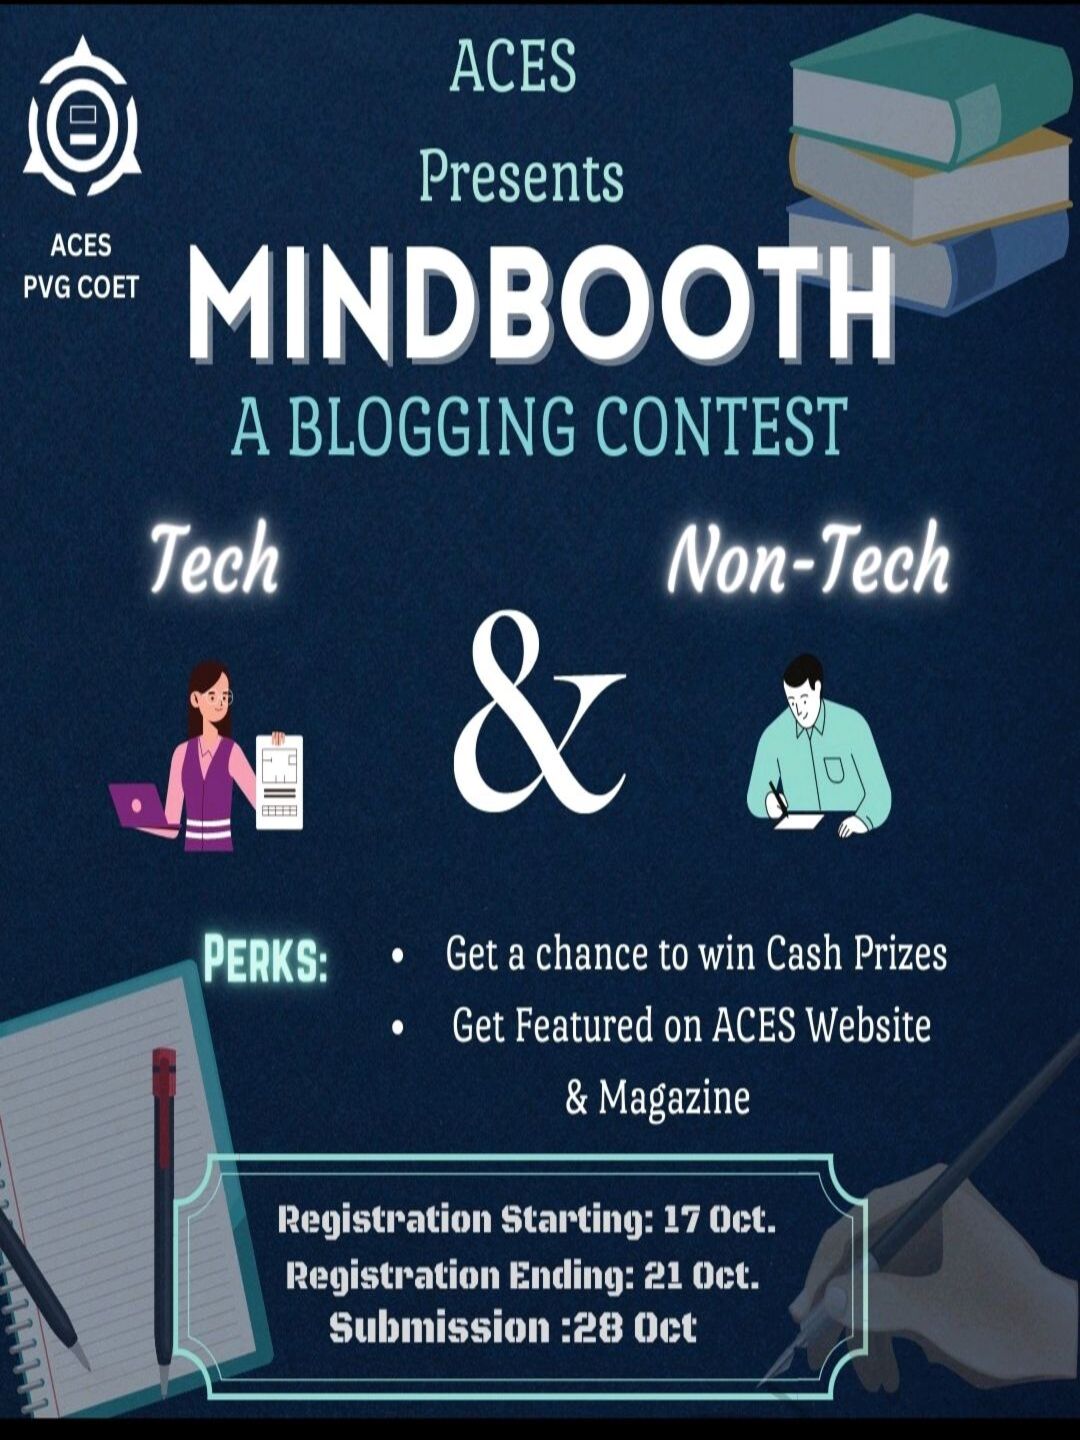 ACES
Presents
ACES
PVG COET
MINDBOOTH
A BLOGGING CONTEST
Tech
Non-Tech
&
PERKS:
• Get a chance to win Cash Prizes
• Get Featured on ACES Website
& Magazine
Registration Starting: 17 Oct.
Registration Ending: 21 Oct.
Submission :28 Oct